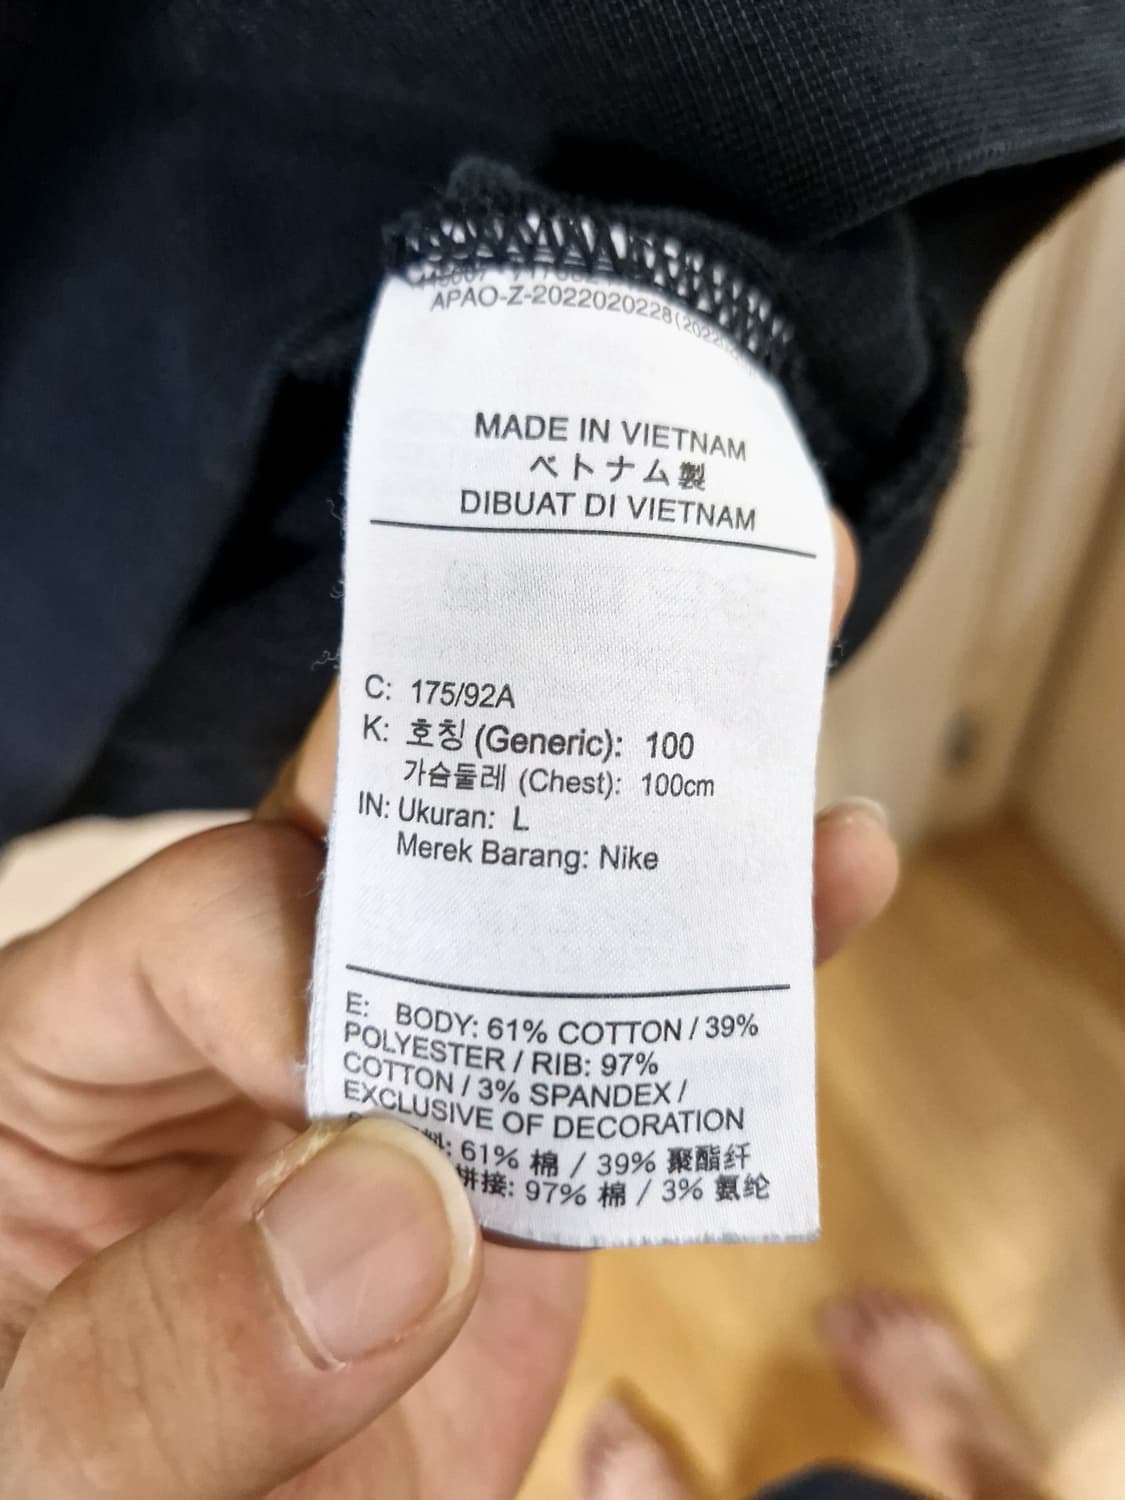 APAO-Z-2022020228
MADE IN VIETNAM
ベトナム製
DIBUAT DI VIETNAM
C: 175/92A
K: 호칭 (Generic): 100
가슴둘레 (Chest): 100cm
IN: Ukuran: L
Merek Barang: Nike
E: BODY: 61% COTTON / 39%
POLYESTER / RIB: 97%
COTTON / 3% SPANDEX /
EXCLUSIVE OF DECORATION
料: 61% 棉 / 39% 聚酯纤
拼接: 97% 棉 / 3% 氨纶